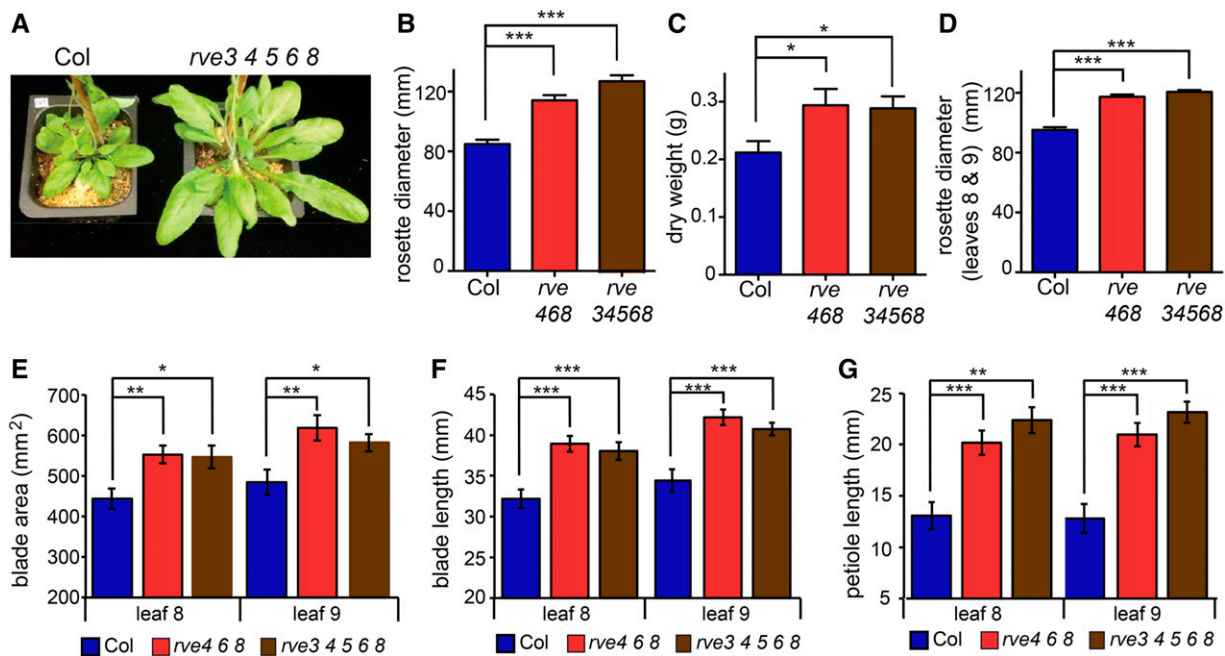 A
Col
rve3 4 5 6 8
B
***
***
rosette diameter (mm)
120
80
40
0
Col
rve
468
rve
34568
C
*
*
dry weight (g)
0.3
0.2
0.1
0
Col
rve
468
rve
34568
D
***
***
rosette diameter
(leaves 8 & 9) (mm)
120
80
40
0
Col
rve
468
rve
34568
E
*
**
*
**
blade area (mm2)
700
600
500
400
300
200
leaf 8
leaf 9
Col
rve4 6 8
rve3 4 5 6 8
F
***
***
***
***
blade length (mm)
45
40
35
30
25
20
leaf 8
leaf 9
Col
rve4 6 8
rve3 4 5 6 8
G
**
***
***
***
petiole length (mm)
25
20
15
10
5
leaf 8
leaf 9
Col
rve4 6 8
rve3 4 5 6 8